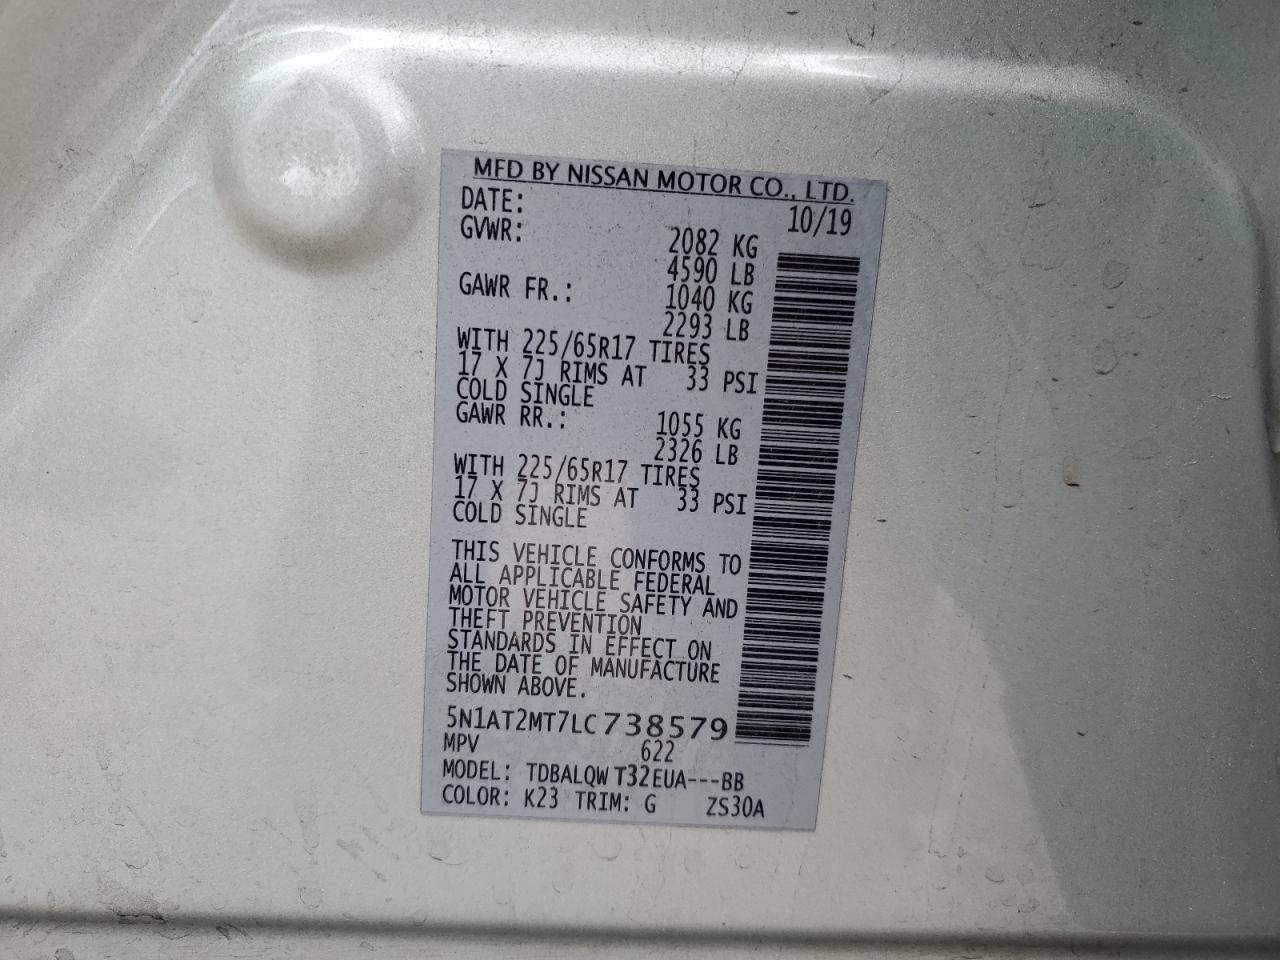 MFD BY NISSAN MOTOR CO., LTD.
DATE: 10/19
GVWR: 2082 KG
4590 LB
GAWR FR.: 1040 KG
2293 LB
WITH 225/65R17 TIRES
17 X 7J RIMS AT 33 PSI
COLD SINGLE
GAWR RR.: 1055 KG
2326 LB
WITH 225/65R17 TIRES
17 X 7J RIMS AT 33 PSI
COLD SINGLE
THIS VEHICLE CONFORMS TO
ALL APPLICABLE FEDERAL
MOTOR VEHICLE SAFETY AND
THEFT PREVENTION
STANDARDS IN EFFECT ON
THE DATE OF MANUFACTURE
SHOWN ABOVE.
5N1AT2MT7LC738579
MPV 622
MODEL: TDBALQW T32EUA---BB
COLOR: K23 TRIM: G ZS30A